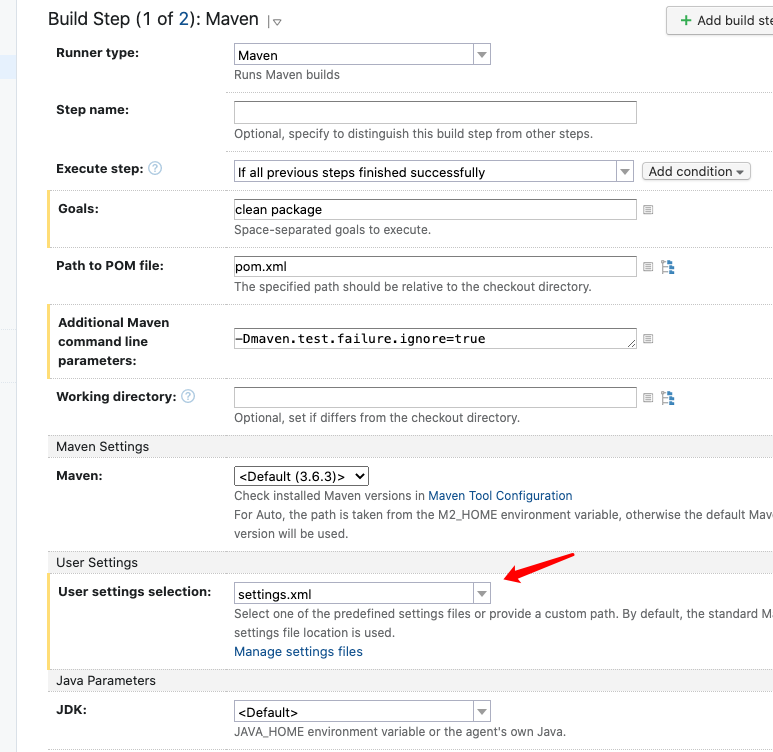 Build Step (1 of 2): Maven
+ Add build ste
Runner type:
Maven
Runs Maven builds
Step name:
Optional, specify to distinguish this build step from other steps.
Execute step: ?
If all previous steps finished successfully
Add condition
Goals:
clean package
Space-separated goals to execute.
Path to POM file:
pom.xml
The specified path should be relative to the checkout directory.
Additional Maven
command line
parameters:
-Dmaven.test.failure.ignore=true
Working directory: ?
Optional, set if differs from the checkout directory.
Maven Settings
Maven:
<Default (3.6.3)>
Check installed Maven versions in Maven Tool Configuration
For Auto, the path is taken from the M2_HOME environment variable, otherwise the default Mav
version will be used.
User Settings
User settings selection:
settings.xml
Select one of the predefined settings files or provide a custom path. By default, the standard Ma
settings file location is used.
Manage settings files
Java Parameters
JDK:
<Default>
JAVA_HOME environment variable or the agent's own Java.